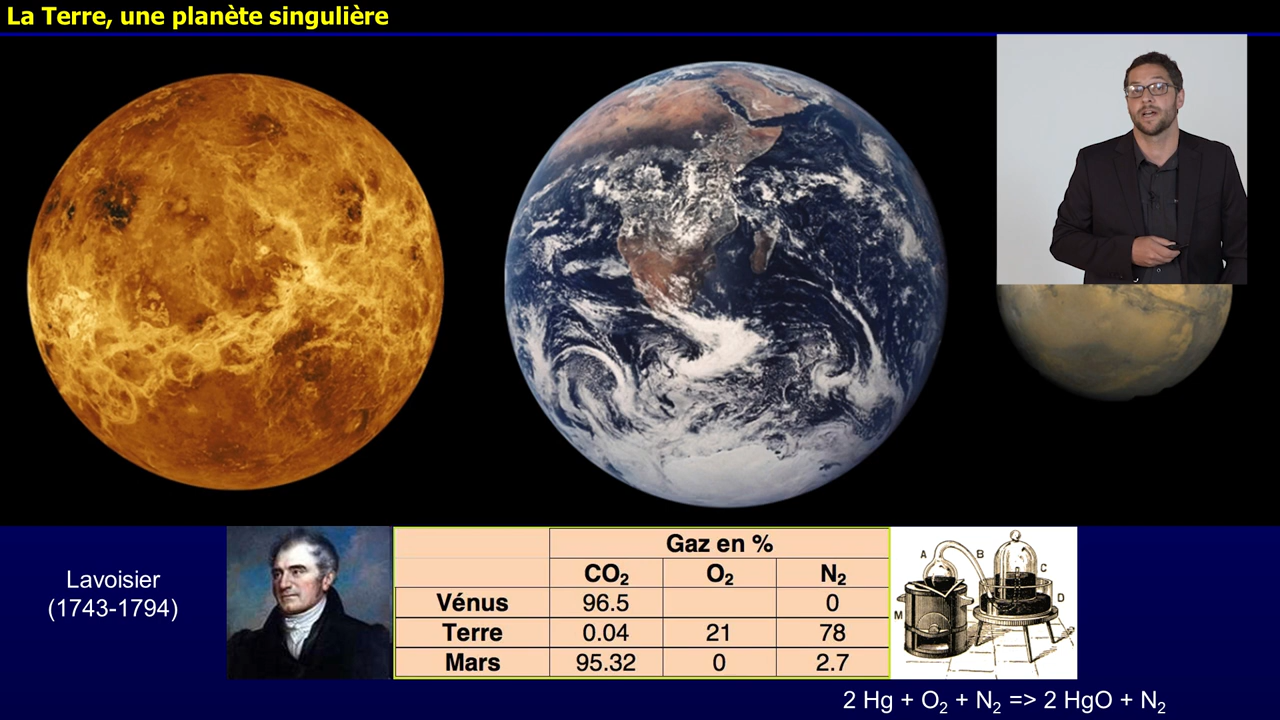 La Terre, une planète singulière
Lavoisier
(1743-1794)
Gaz en %
CO₂ O₂ N₂
Vénus 96.5 0
Terre 0.04 21 78
Mars 95.32 0 2.7
A B
C
D
M
2 Hg + O₂ + N₂ => 2 HgO + N₂